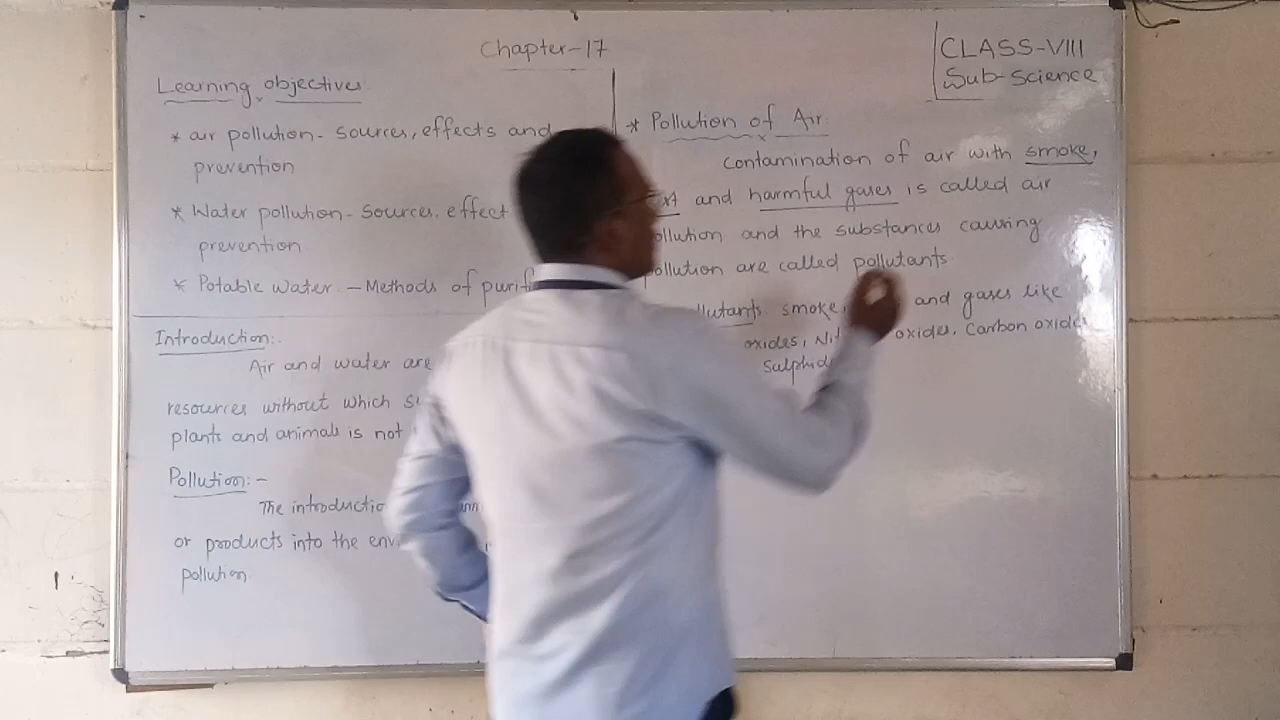 Chapter-17
CLASS-VIII
Sub-Science
Learning objectives
* air pollution - sources, effects and
prevention
* Water pollution - Sources, effect
prevention
* Potable Water - Methods of purif
Introduction:-
Air and water are
resources without which
plants and animals is not
Pollution:-
The introductio
or products into the env
pollution
* Pollution of Air:
Contamination of air with smoke,
and harmful gases is called air
pollution and the substances causing
pollution are called pollutants
llutants. smoke, and gases like
oxides, Nit oxides, Carbon oxides
Sulphid